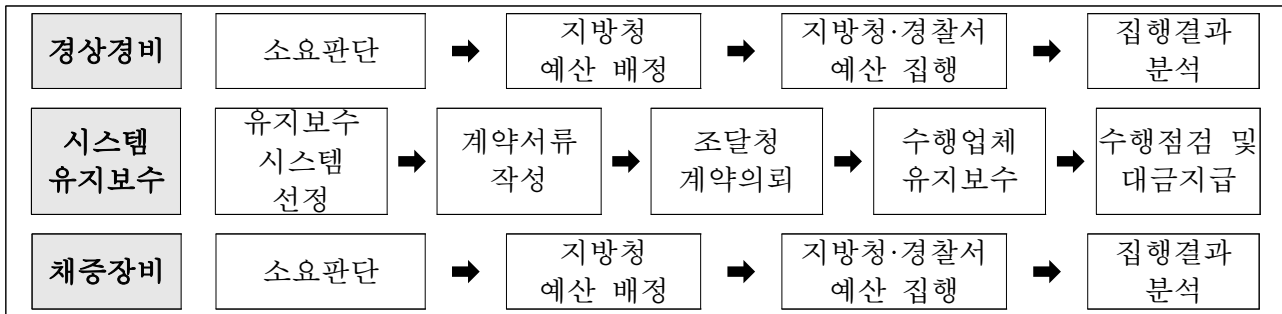 경상경비
소요판단
➡
지방청
예산 배정
➡
지방청·경찰서
예산 집행
➡
집행결과
분석
시스템
유지보수
유지보수
시스템
선정
➡
계약서류
작성
➡
조달청
계약의뢰
➡
수행업체
유지보수
➡
수행점검 및
대금지급
채증장비
소요판단
➡
지방청
예산 배정
➡
지방청·경찰서
예산 집행
➡
집행결과
분석